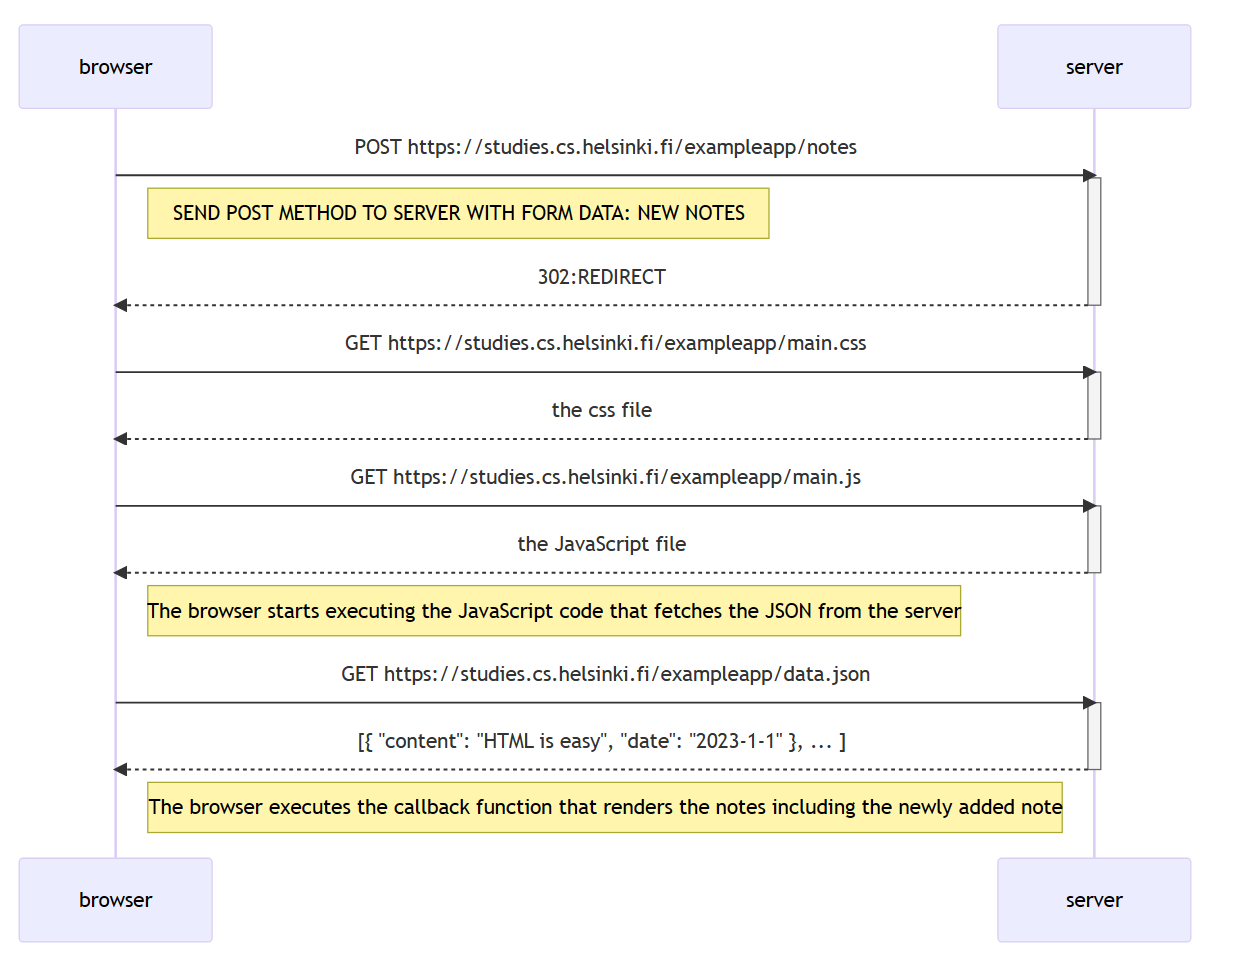 browser
server
POST https://studies.cs.helsinki.fi/exampleapp/notes
SEND POST METHOD TO SERVER WITH FORM DATA: NEW NOTES
302:REDIRECT
GET https://studies.cs.helsinki.fi/exampleapp/main.css
the css file
GET https://studies.cs.helsinki.fi/exampleapp/main.js
the JavaScript file
The browser starts executing the JavaScript code that fetches the JSON from the server
GET https://studies.cs.helsinki.fi/exampleapp/data.json
[{ "content": "HTML is easy", "date": "2023-1-1" }, ... ]
The browser executes the callback function that renders the notes including the newly added note
browser
server